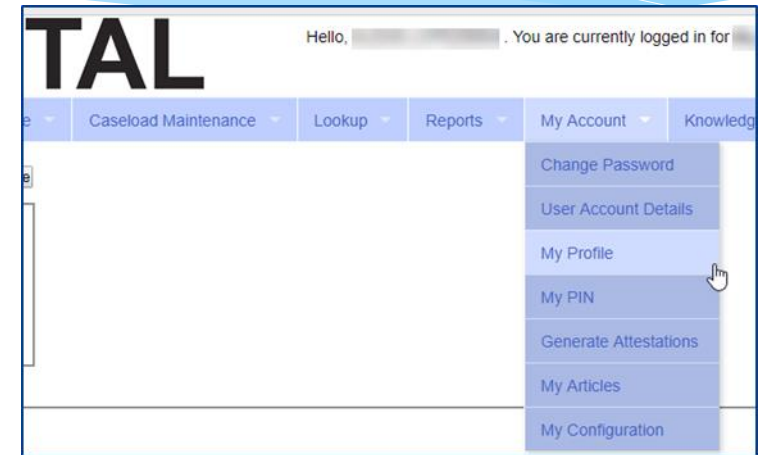 TAL
Hello, . You are currently logged in for
e Caseload Maintenance Lookup Reports My Account Knowledg
e
Change Password
User Account Details
My Profile
My PIN
Generate Attestations
My Articles
My Configuration